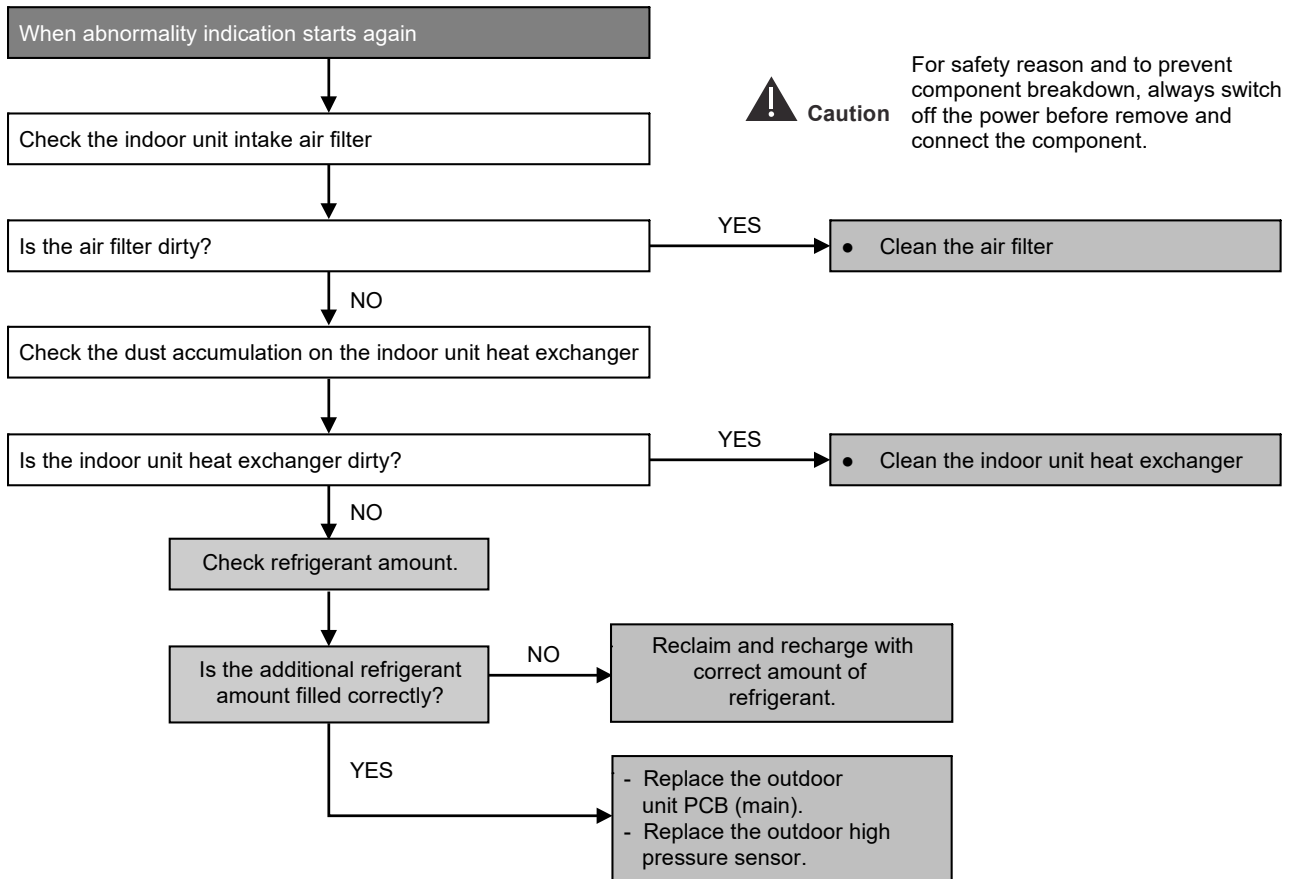 When abnormality indication starts again
For safety reason and to prevent
component breakdown, always switch
off the power before remove and
connect the component.
Caution
Check the indoor unit intake air filter
Is the air filter dirty?
YES
● Clean the air filter
NO
Check the dust accumulation on the indoor unit heat exchanger
Is the indoor unit heat exchanger dirty?
YES
● Clean the indoor unit heat exchanger
NO
Check refrigerant amount.
Is the additional refrigerant
amount filled correctly?
NO
Reclaim and recharge with
correct amount of
refrigerant.
YES
- Replace the outdoor
unit PCB (main).
- Replace the outdoor high
pressure sensor.